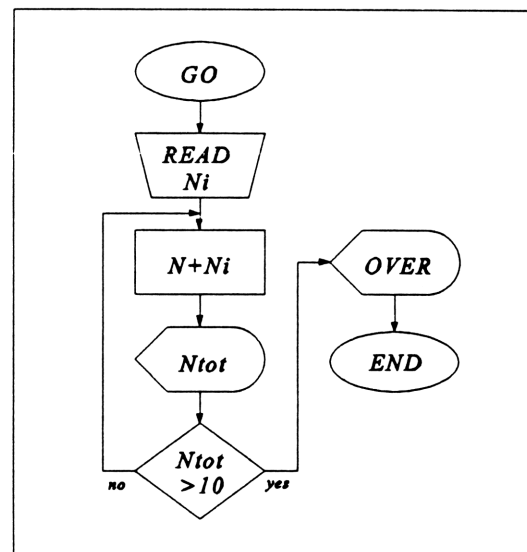 GO
READ
Ni
N+Ni
OVER
Ntot
END
Ntot
>10
no
yes